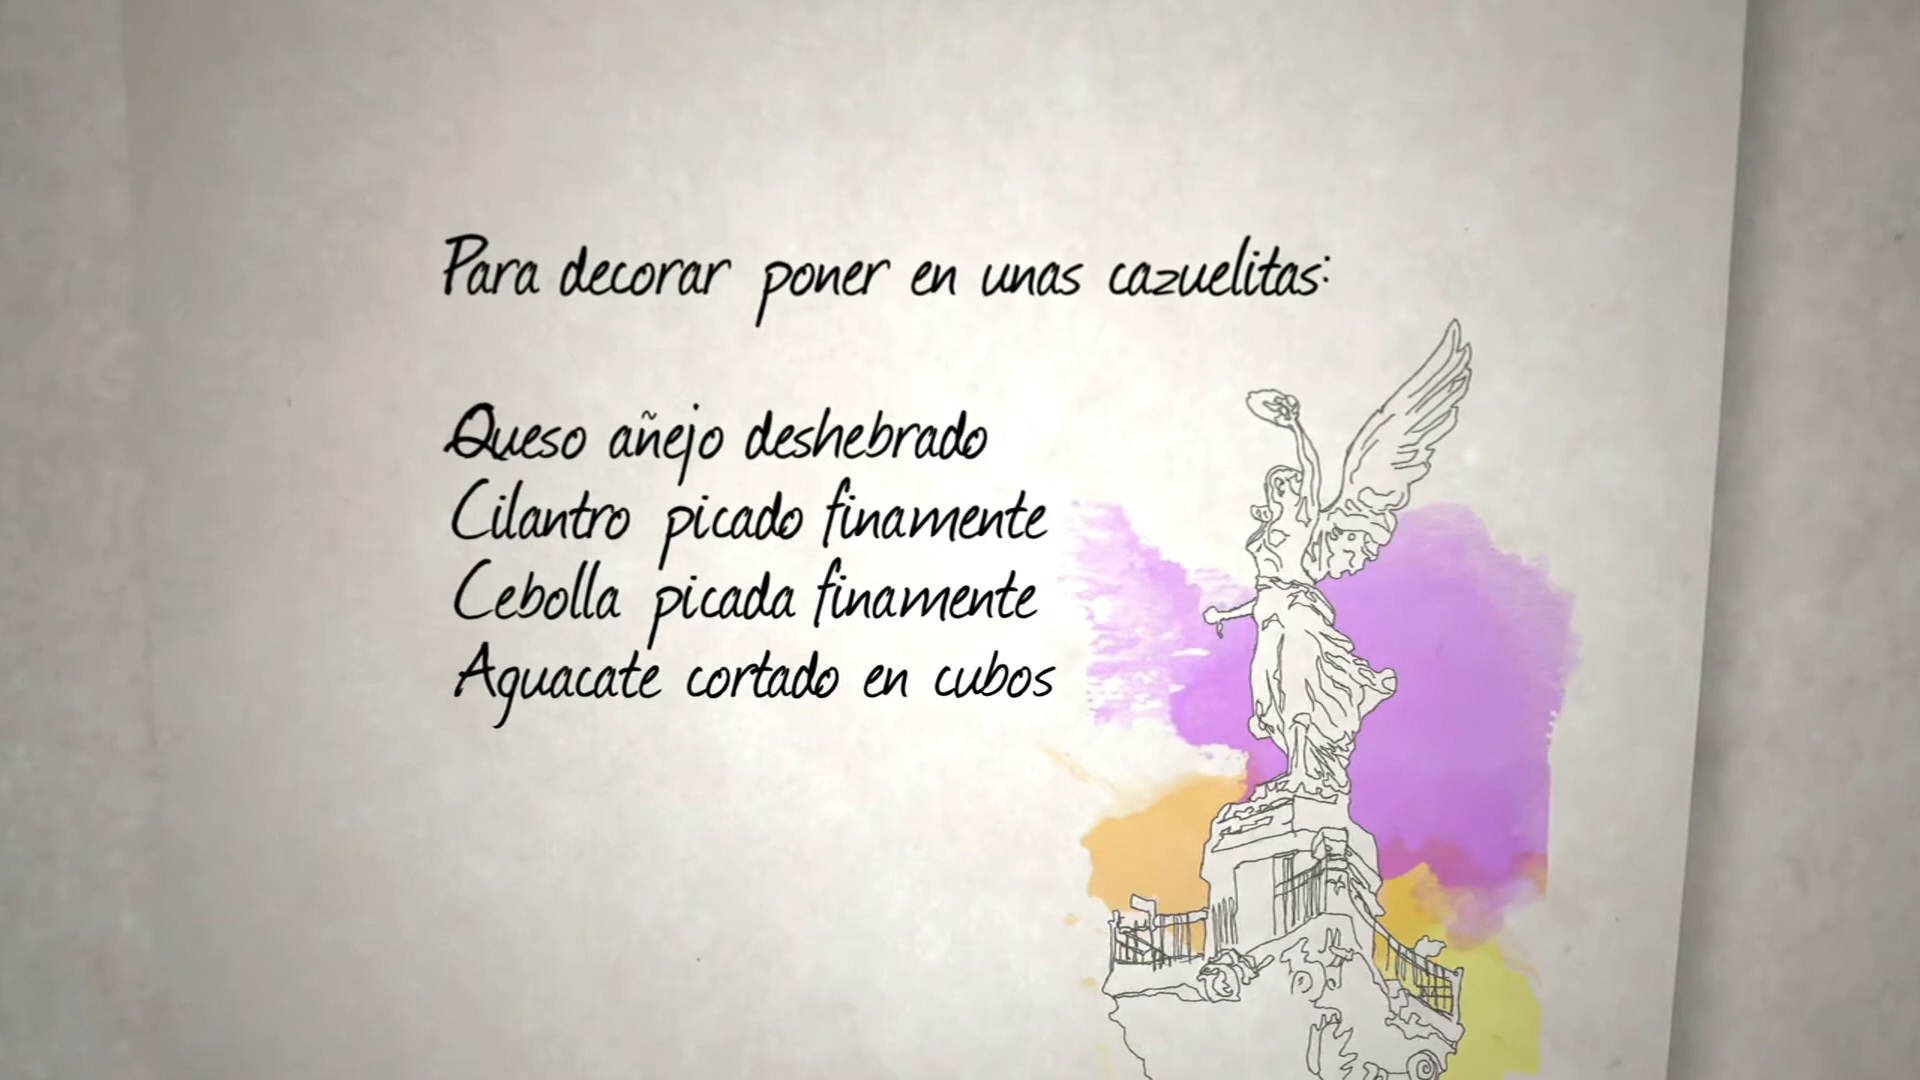 Para decorar poner en unas cazuelitas:
Queso añejo deshebrado
Cilantro picado finamente
Cebolla picada finamente
Aguacate cortado en cubos